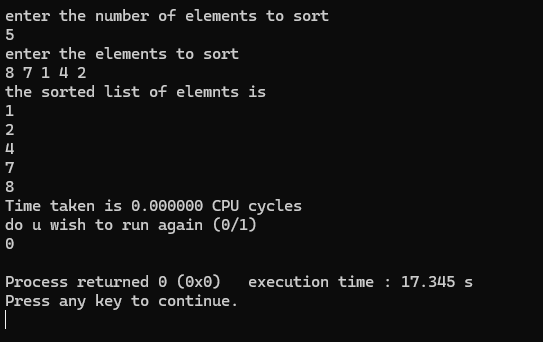 enter the number of elements to sort
5
enter the elements to sort
8 7 1 4 2
the sorted list of elemnts is
1
2
4
7
8
Time taken is 0.000000 CPU cycles
do u wish to run again (0/1)
0
Process returned 0 (0x0)   execution time : 17.345 s
Press any key to continue.